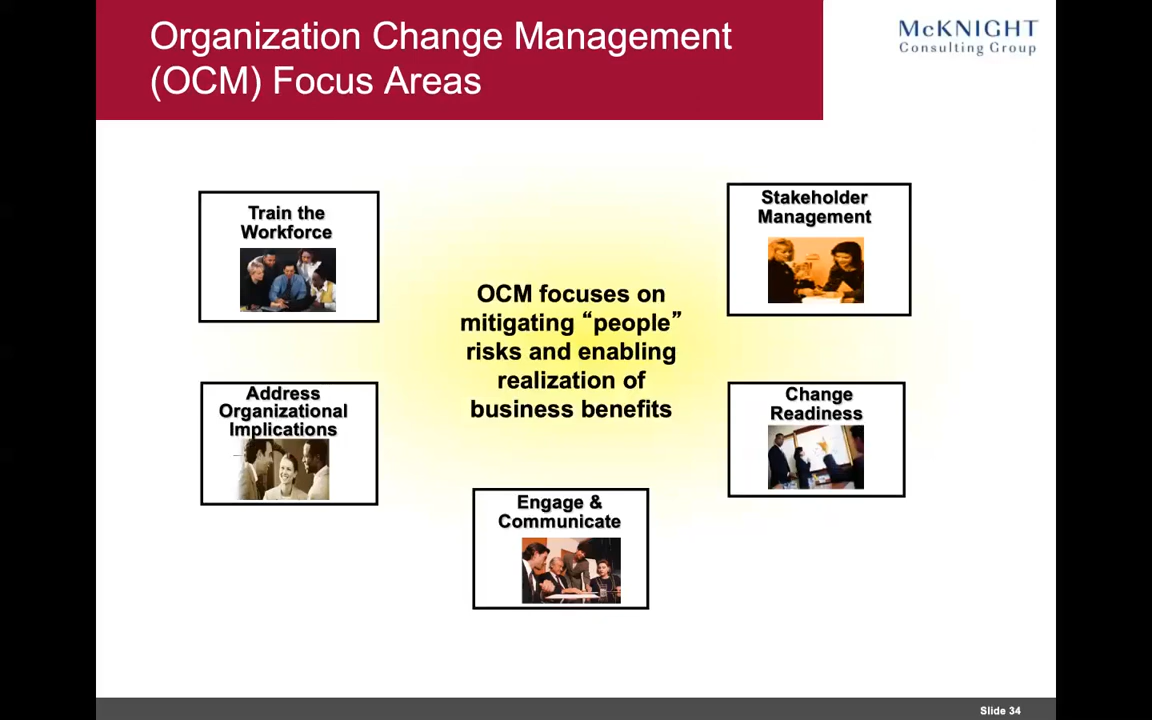 Organization Change Management
(OCM) Focus Areas
McKNIGHT
Consulting Group
Train the
Workforce
Stakeholder
Management
OCM focuses on
mitigating “people”
risks and enabling
realization of
business benefits
Address
Organizational
Implications
Change
Readiness
Engage &
Communicate
Slide 34